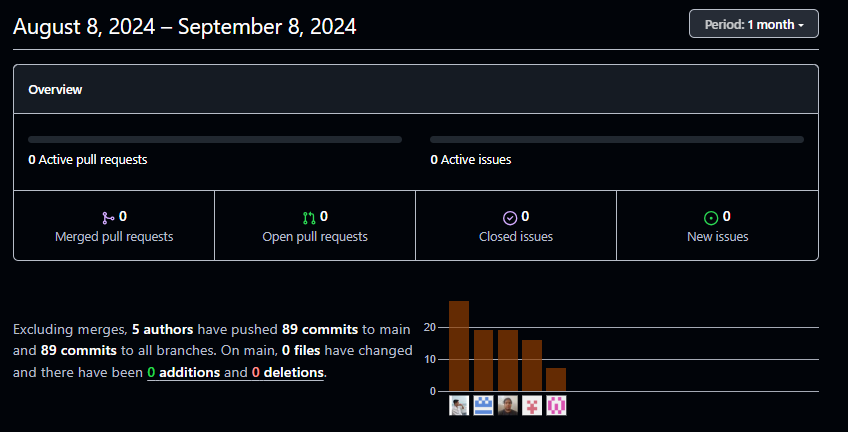 August 8, 2024 – September 8, 2024
Period: 1 month
Overview
0 Active pull requests
0 Active issues
0
Merged pull requests
0
Open pull requests
0
Closed issues
0
New issues
Excluding merges, 5 authors have pushed 89 commits to main
and 89 commits to all branches. On main, 0 files have changed
and there have been 0 additions and 0 deletions.
20
10
0